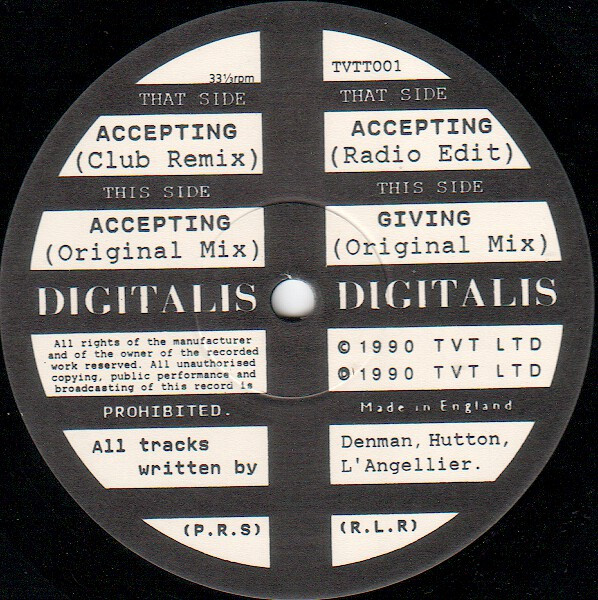 33⅓rpm TVTT001
THAT SIDE THAT SIDE
ACCEPTING ACCEPTING
(Club Remix) (Radio Edit)
THIS SIDE THIS SIDE
ACCEPTING GIVING
(Original Mix) (Original Mix)
DIGITALIS DIGITALIS
All rights of the manufacturer
and of the owner of the recorded
work reserved. All unauthorised
copying, public performance and
broadcasting of this record is
PROHIBITED.
© 1990 TVT LTD
℗ 1990 TVT LTD
Made in England
All tracks
written by
Denman, Hutton,
L'Angellier.
(P.R.S) (R.L.R)